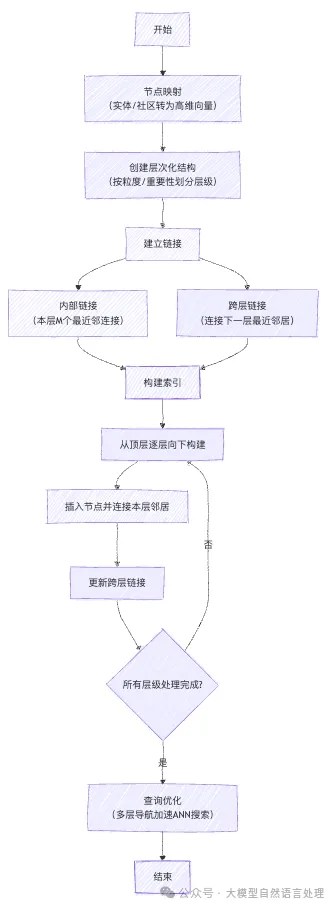 开始
节点映射
（实体/社区转为高维向量）
创建层次化结构
（按粒度/重要性划分层级）
建立链接
内部链接
（本层M个最近邻连接）
跨层链接
（连接下一层最近邻居）
构建索引
从顶层逐层向下构建
插入节点并连接本层邻居
否
更新跨层链接
所有层级处理完成?
是
查询优化
（多层导航加速ANN搜索）
结束
公众号 · 大模型自然语言处理